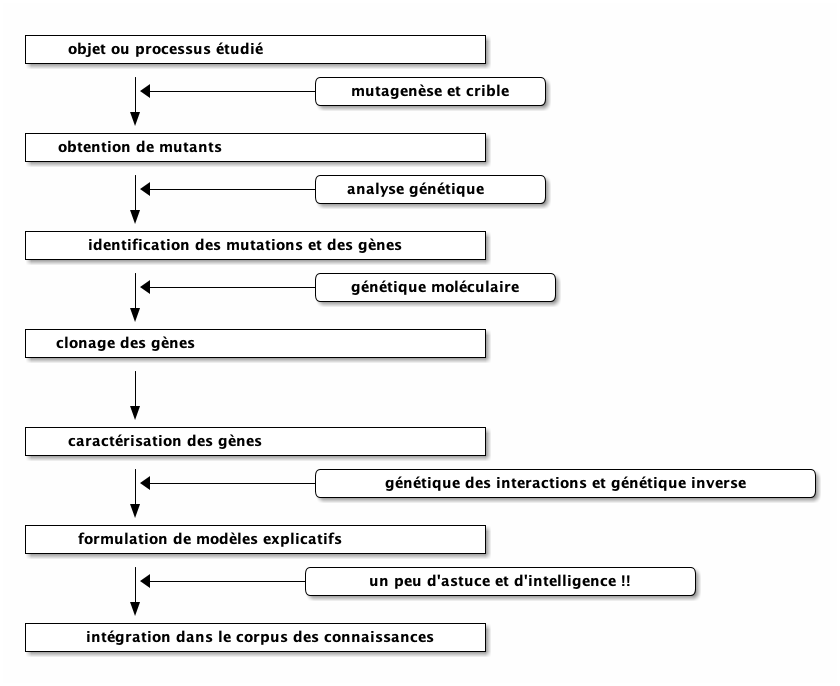 objet ou processus étudié
mutagenèse et crible
obtention de mutants
analyse génétique
identification des mutations et des gènes
génétique moléculaire
clonage des gènes
caractérisation des gènes
génétique des interactions et génétique inverse
formulation de modèles explicatifs
un peu d'astuce et d'intelligence !!
intégration dans le corpus des connaissances